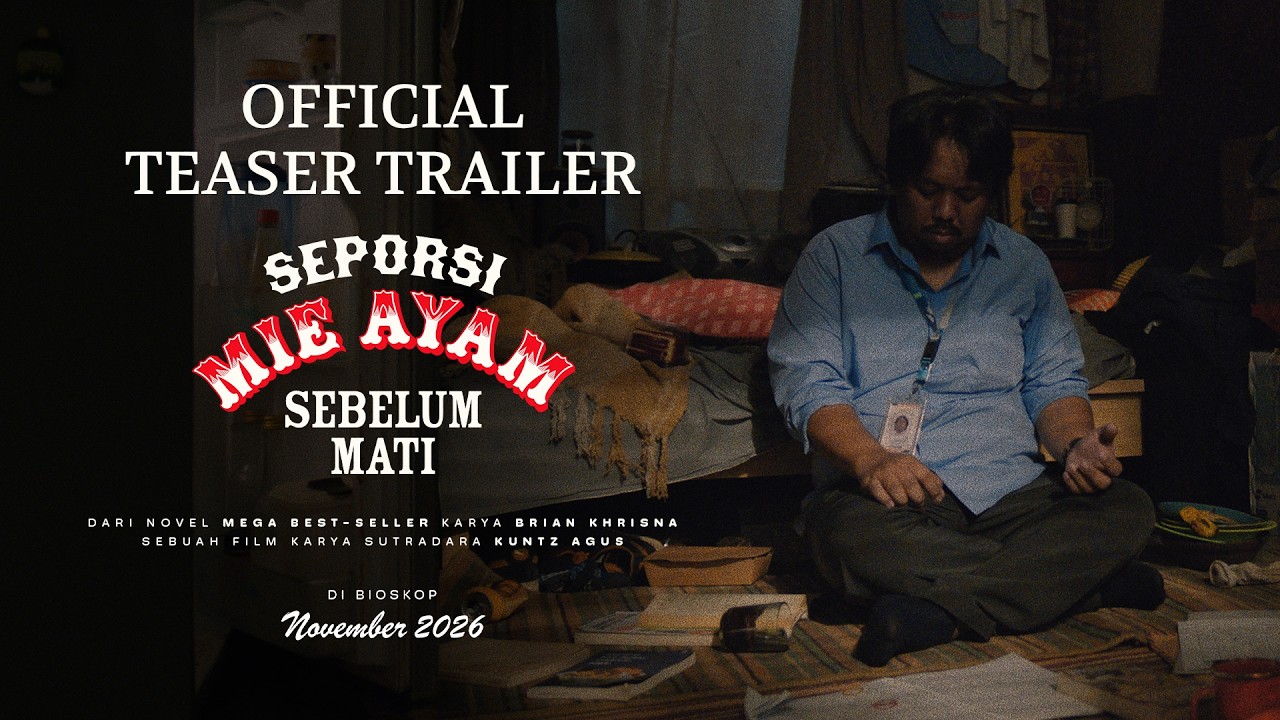 OFFICIAL
TEASER TRAILER
SEPORSI
MIE AYAM
SEBELUM
MATI
DARI NOVEL MEGA BEST-SELLER KARYA BRIAN KHRISNA
SEBUAH FILM KARYA SUTRADARA KUNTZ AGUS
DI BIOSKOP
November 2026